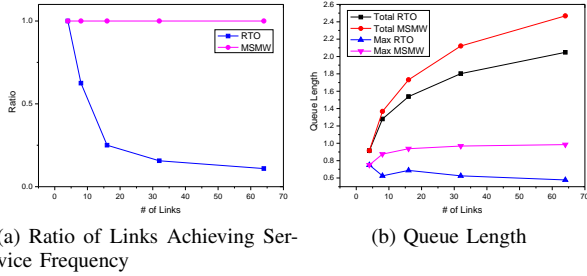 1.0
0.5
0.0
Ratio
RTO
MSMW
0 10 20 30 40 50 60 70
# of Links
2.6
2.4
2.2
2.0
1.8
1.6
1.4
1.2
1.0
0.8
0.6
Queue Length
Total RTO
Total MSMW
Max RTO
Max MSMW
0 10 20 30 40 50 60 70
# of Links
(a) Ratio of Links Achieving Ser-
vice Frequency
(b) Queue Length